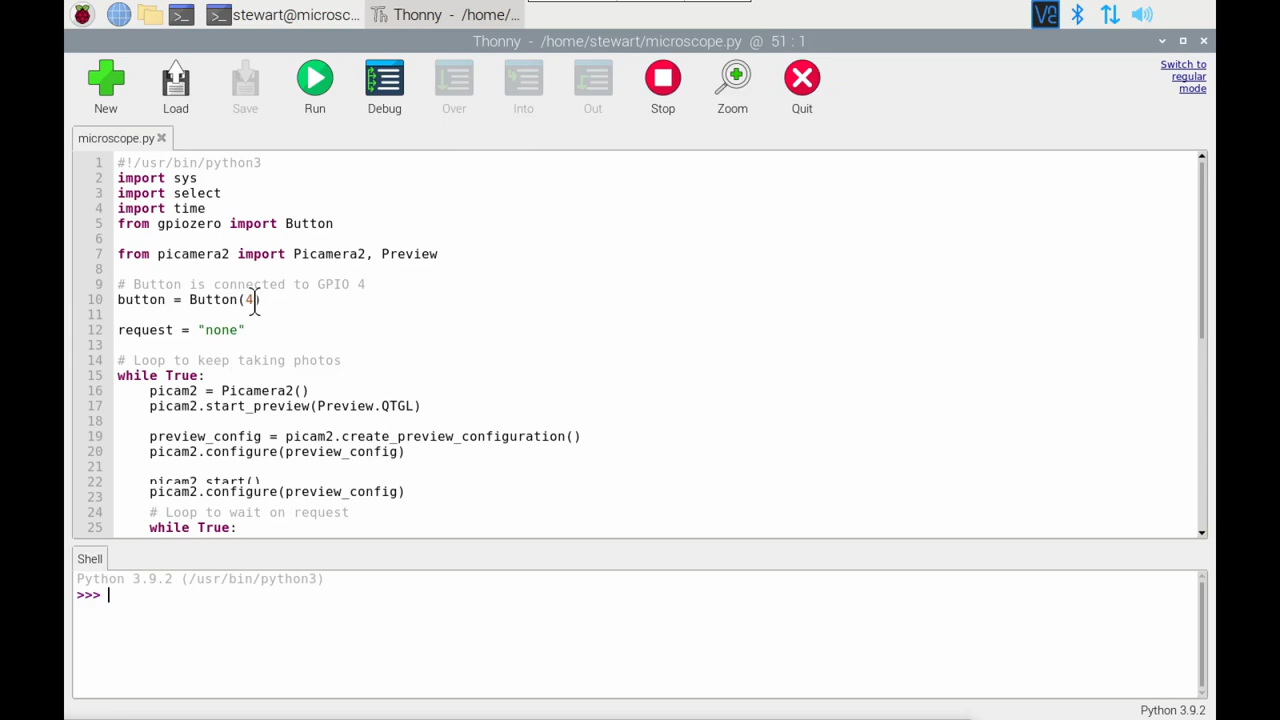 stewart@microsc...
Thonny - /home/...
V2
Thonny - /home/stewart/microscope.py @ 51 : 1
New
Load
Save
Run
Debug
Over
Into
Out
Stop
Zoom
Quit
Switch to
regular
mode
microscope.py
1 #!/usr/bin/python3
2 import sys
3 import select
4 import time
5 from gpiozero import Button
6
7 from picamera2 import Picamera2, Preview
8
9 # Button is connected to GPIO 4
10 button = Button(4)
11
12 request = "none"
13
14 # Loop to keep taking photos
15 while True:
16 picam2 = Picamera2()
17 picam2.start_preview(Preview.QTGL)
18
19 preview_config = picam2.create_preview_configuration()
20 picam2.configure(preview_config)
21
22 picam2.start()
23 picam2.configure(preview_config)
24 # Loop to wait on request
25 while True:
Shell
Python 3.9.2 (/usr/bin/python3)
>>>
Python 3.9.2